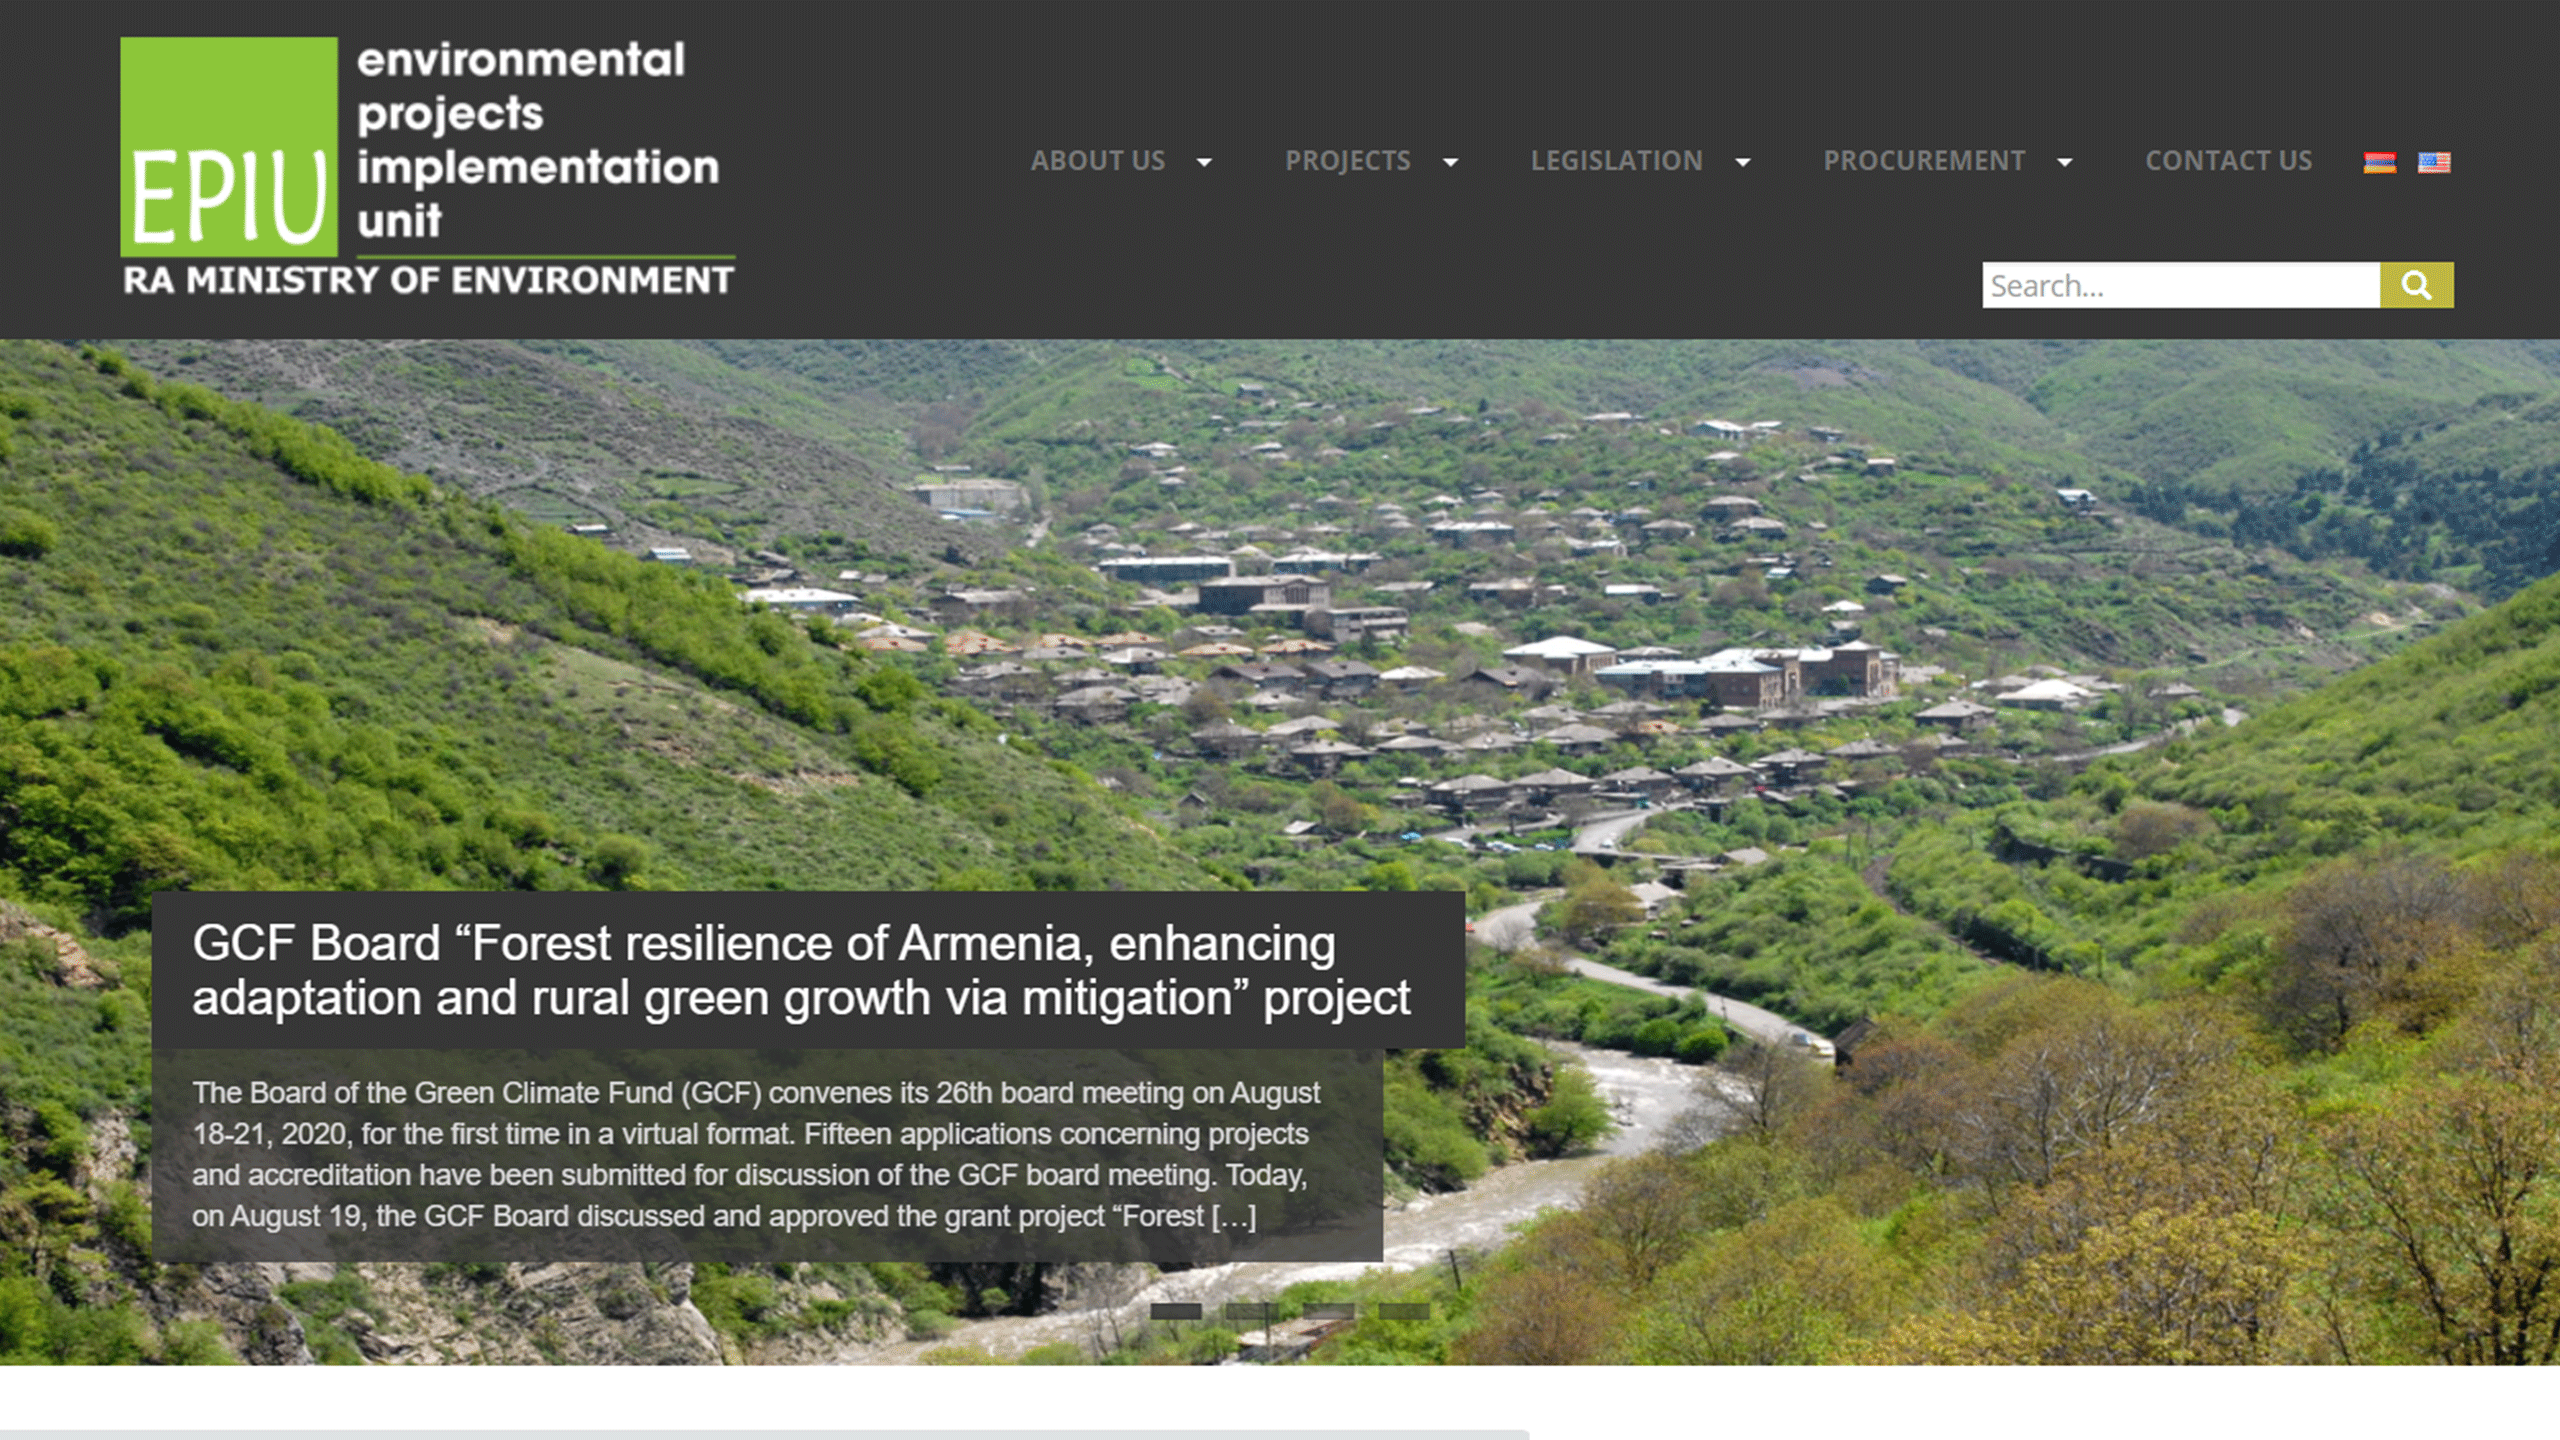 environmental
projects
implementation
unit
EPIU
RA MINISTRY OF ENVIRONMENT
ABOUT US
PROJECTS
LEGISLATION
PROCUREMENT
CONTACT US
Search...
GCF Board “Forest resilience of Armenia, enhancing
adaptation and rural green growth via mitigation” project
The Board of the Green Climate Fund (GCF) convenes its 26th board meeting on August
18-21, 2020, for the first time in a virtual format. Fifteen applications concerning projects
and accreditation have been submitted for discussion of the GCF board meeting. Today,
on August 19, the GCF Board discussed and approved the grant project “Forest […]